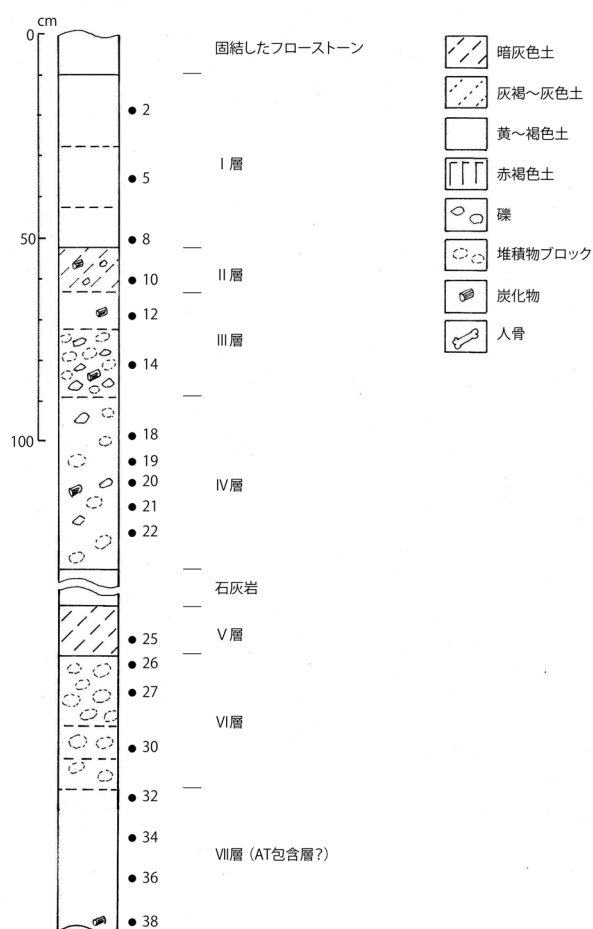 cm
0
固結したフローストーン
2
Ⅰ層
5
50
8
Ⅱ層
10
12
Ⅲ層
14
100
18
19
20
Ⅳ層
21
22
石灰岩
Ⅴ層
25
26
27
Ⅵ層
30
32
34
Ⅶ層（AT包含層？）
36
38
暗灰色土
灰褐～灰色土
黄～褐色土
赤褐色土
礫
堆積物ブロック
炭化物
人骨